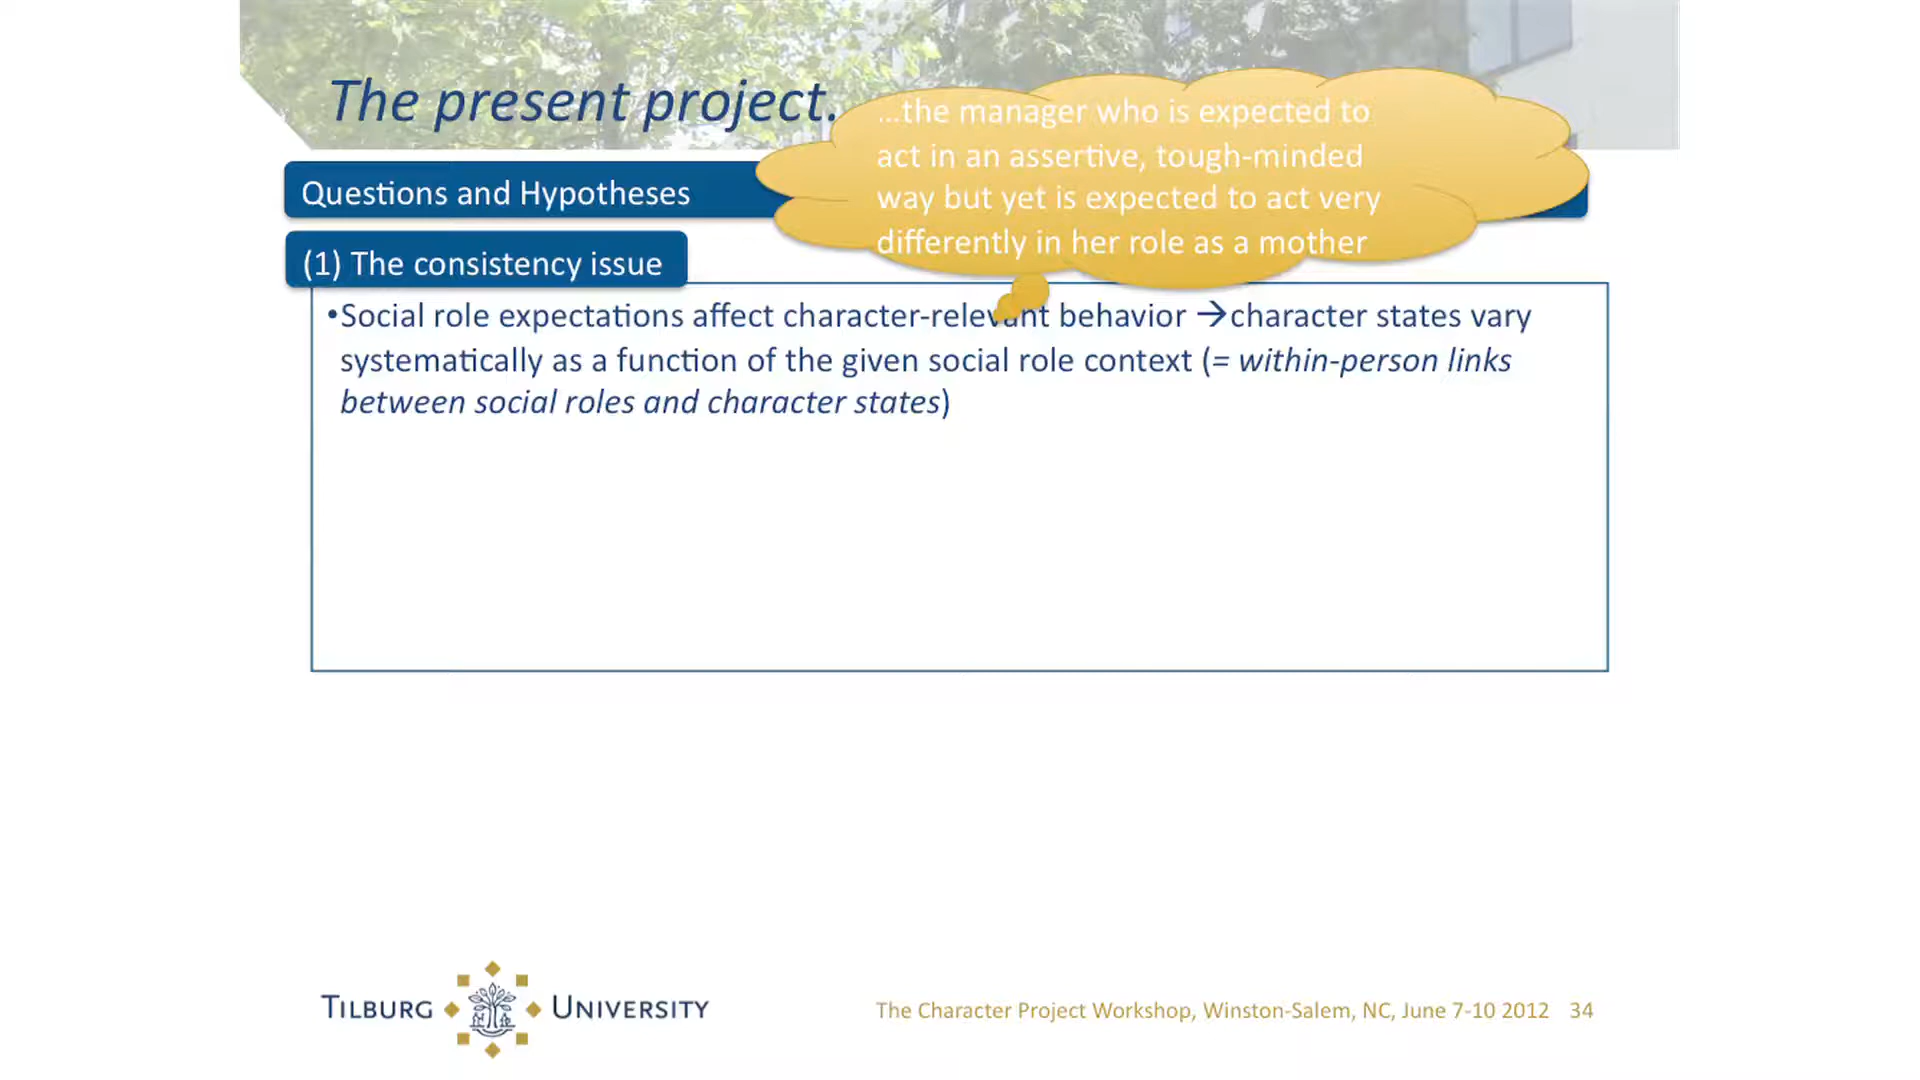 The present project.
…the manager who is expected to
act in an assertive, tough-minded
way but yet is expected to act very
differently in her role as a mother
Questions and Hypotheses
(1) The consistency issue
•Social role expectations affect character-relevant behavior →character states vary
systematically as a function of the given social role context (= within-person links
between social roles and character states)
TILBURG UNIVERSITY
The Character Project Workshop, Winston-Salem, NC, June 7-10 2012 34